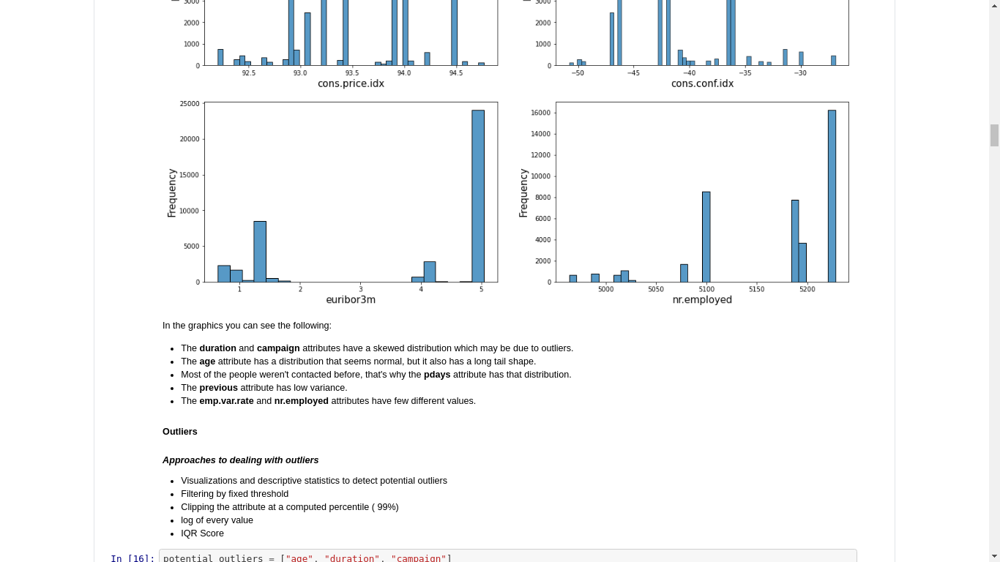 3000
2000
1000
0
92.5 93.0 93.5 94.0 94.5
cons.price.idx
3000
2000
1000
0
−50 −45 −40 −35 −30
cons.conf.idx
25000
20000
15000
10000
5000
0
Frequency
1 2 3 4 5
euribor3m
16000
14000
12000
10000
8000
6000
4000
2000
0
Frequency
5000 5050 5100 5150 5200
nr.employed
In the graphics you can see the following:
• The duration and campaign attributes have a skewed distribution which may be due to outliers.
• The age attribute has a distribution that seems normal, but it also has a long tail shape.
• Most of the people weren't contacted before, that's why the pdays attribute has that distribution.
• The previous attribute has low variance.
• The emp.var.rate and nr.employed attributes have few different values.
Outliers
Approaches to dealing with outliers
• Visualizations and descriptive statistics to detect potential outliers
• Filtering by fixed threshold
• Clipping the attribute at a computed percentile ( 99%)
• log of every value
• IQR Score
In [16]: potential_outliers = ["age", "duration", "campaign"]